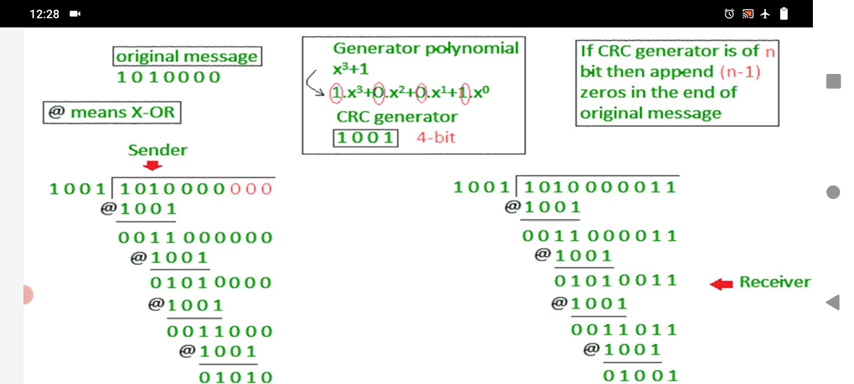 12:28
original message
1010000
@ means X-OR
Generator polynomial
x³+1
1.x³+0.x²+0.x¹+1.x⁰
CRC generator
1001 4-bit
If CRC generator is of n
bit then append (n-1)
zeros in the end of
original message
Sender
1001 1010000000
@1001
0011000000
@1001
01010000
@1001
0011000
@1001
01010
1001 1010000011
@1001
0011000011
@1001
01010011
Receiver
@1001
0011011
@1001
01001